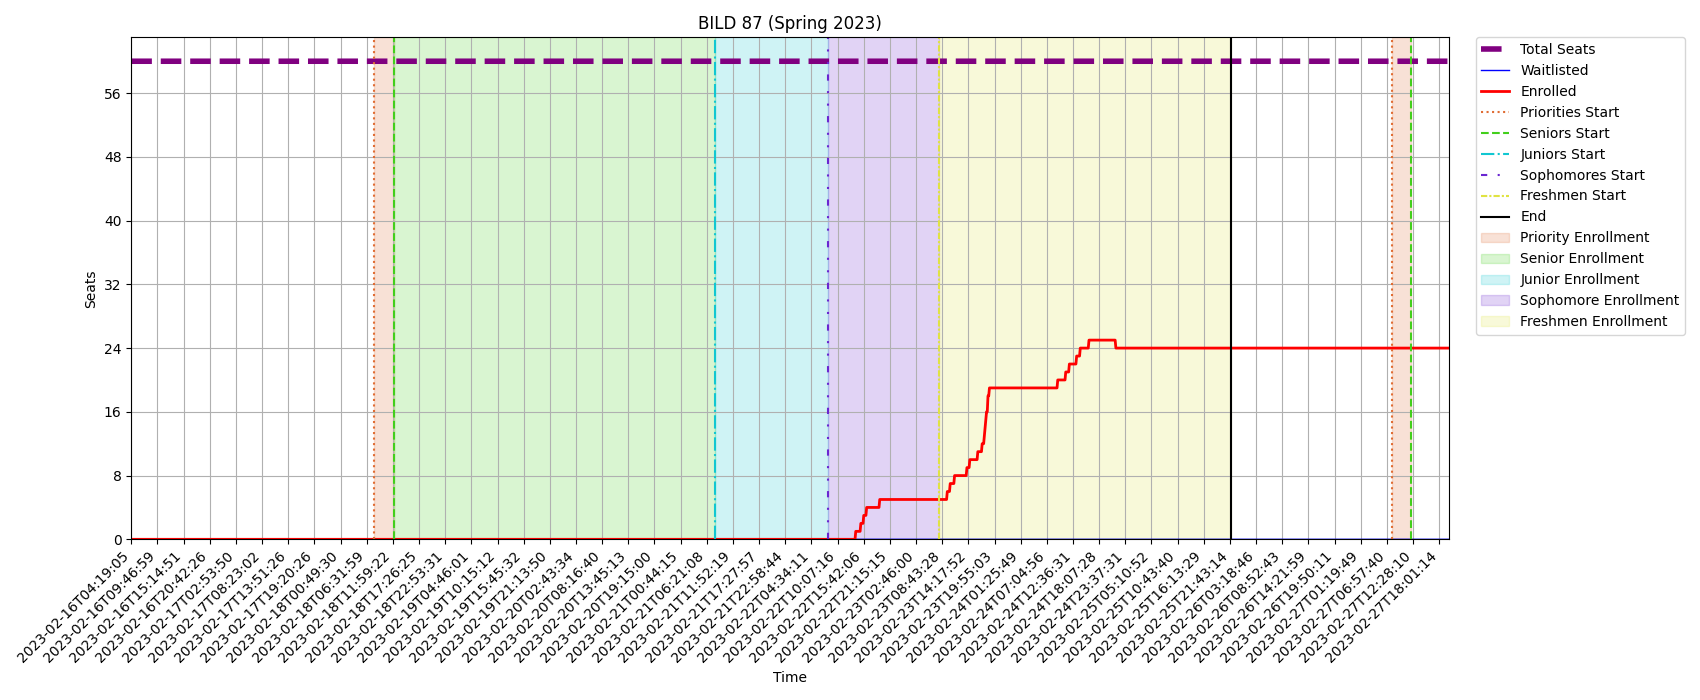 BILD 87 (Spring 2023)
Total Seats
Waitlisted
Enrolled
Priorities Start
Seniors Start
Juniors Start
Sophomores Start
Freshmen Start
End
Priority Enrollment
Senior Enrollment
Junior Enrollment
Sophomore Enrollment
Freshmen Enrollment
Seats
56
48
40
32
24
16
8
0
2023-02-16T04:19:05
2023-02-16T09:46:59
2023-02-16T15:14:51
2023-02-16T20:42:26
2023-02-17T02:53:50
2023-02-17T08:23:02
2023-02-17T13:51:26
2023-02-17T19:20:26
2023-02-18T00:49:30
2023-02-18T06:31:59
2023-02-18T11:59:22
2023-02-18T17:26:25
2023-02-18T22:53:31
2023-02-19T04:46:01
2023-02-19T10:15:12
2023-02-19T15:45:32
2023-02-19T21:13:50
2023-02-20T02:43:34
2023-02-20T08:16:40
2023-02-20T13:45:13
2023-02-20T19:15:00
2023-02-21T00:44:15
2023-02-21T06:21:08
2023-02-21T11:52:19
2023-02-21T17:27:57
2023-02-21T22:58:44
2023-02-22T04:34:11
2023-02-22T10:07:16
2023-02-22T15:42:06
2023-02-22T21:15:15
2023-02-23T02:46:00
2023-02-23T08:43:28
2023-02-23T14:17:52
2023-02-23T19:55:03
2023-02-24T01:25:49
2023-02-24T07:04:56
2023-02-24T12:36:31
2023-02-24T18:07:28
2023-02-24T23:37:31
2023-02-25T05:10:52
2023-02-25T10:43:40
2023-02-25T16:13:29
2023-02-25T21:43:14
2023-02-26T03:18:46
2023-02-26T08:52:43
2023-02-26T14:21:59
2023-02-26T19:50:11
2023-02-27T01:19:49
2023-02-27T06:57:40
2023-02-27T12:28:10
2023-02-27T18:01:14
Time